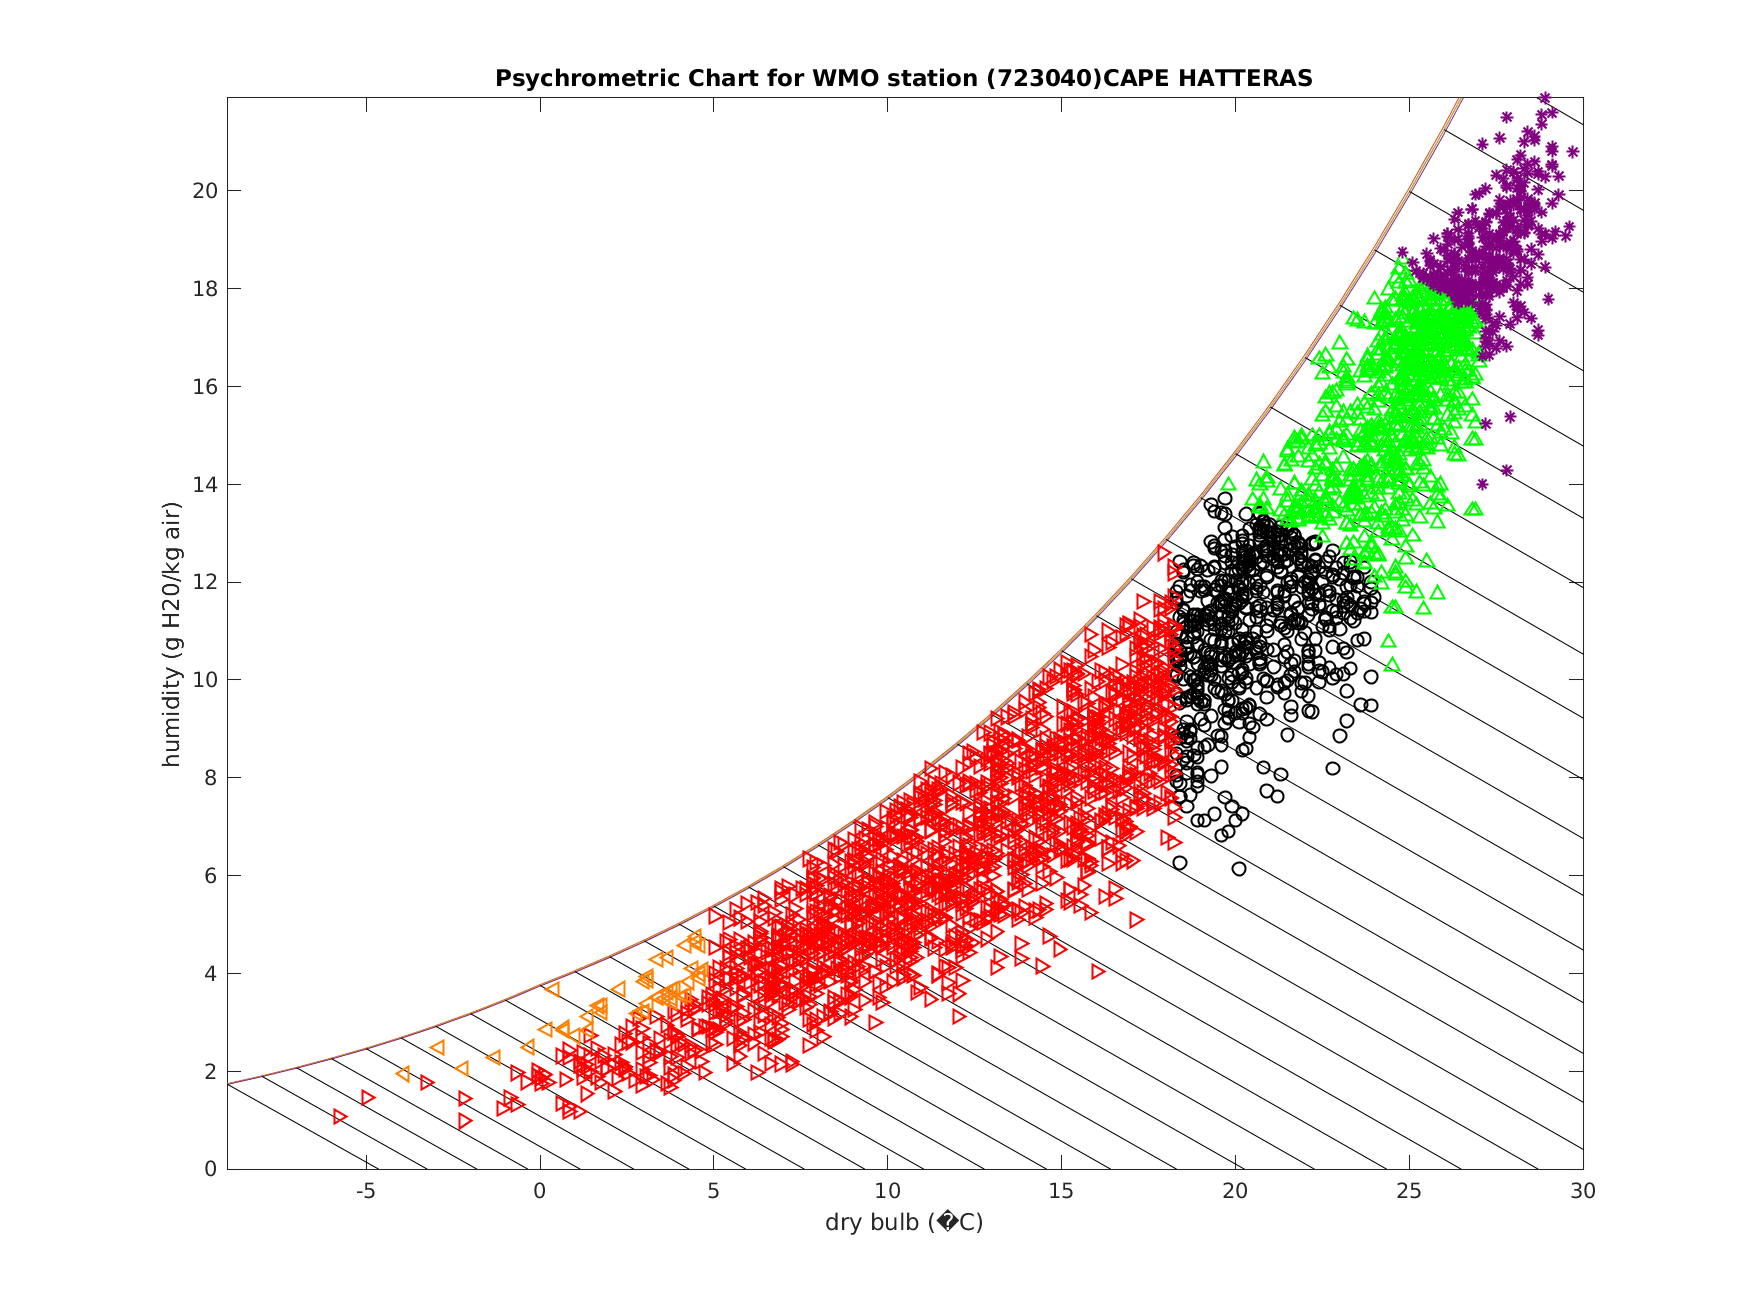 Psychrometric Chart for WMO station (723040)CAPE HATTERAS
20
18
16
14
12
10
8
6
4
2
0
humidity (g H20/kg air)
-5 0 5 10 15 20 25 30
dry bulb (�C)